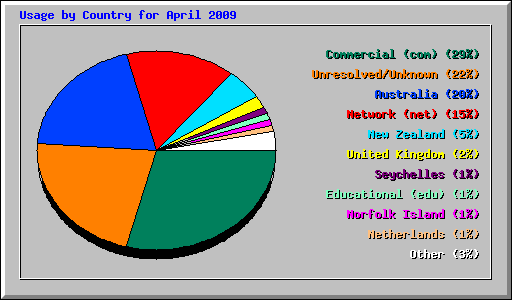 Usage by Country for April 2009
Commercial (com) (29%)
Unresolved/Unknown (22%)
Australia (20%)
Network (net) (15%)
New Zealand (5%)
United Kingdom (2%)
Seychelles (1%)
Educational (edu) (1%)
Norfolk Island (1%)
Netherlands (1%)
Other (3%)